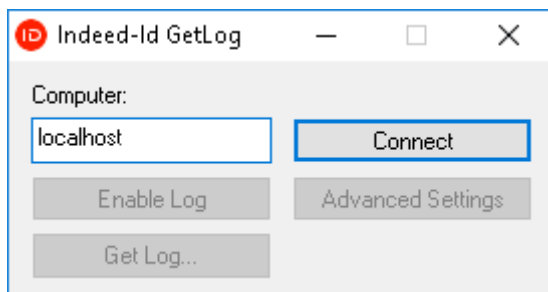 ID Indeed-Id GetLog
Computer:
localhost
Connect
Enable Log
Advanced Settings
Get Log...